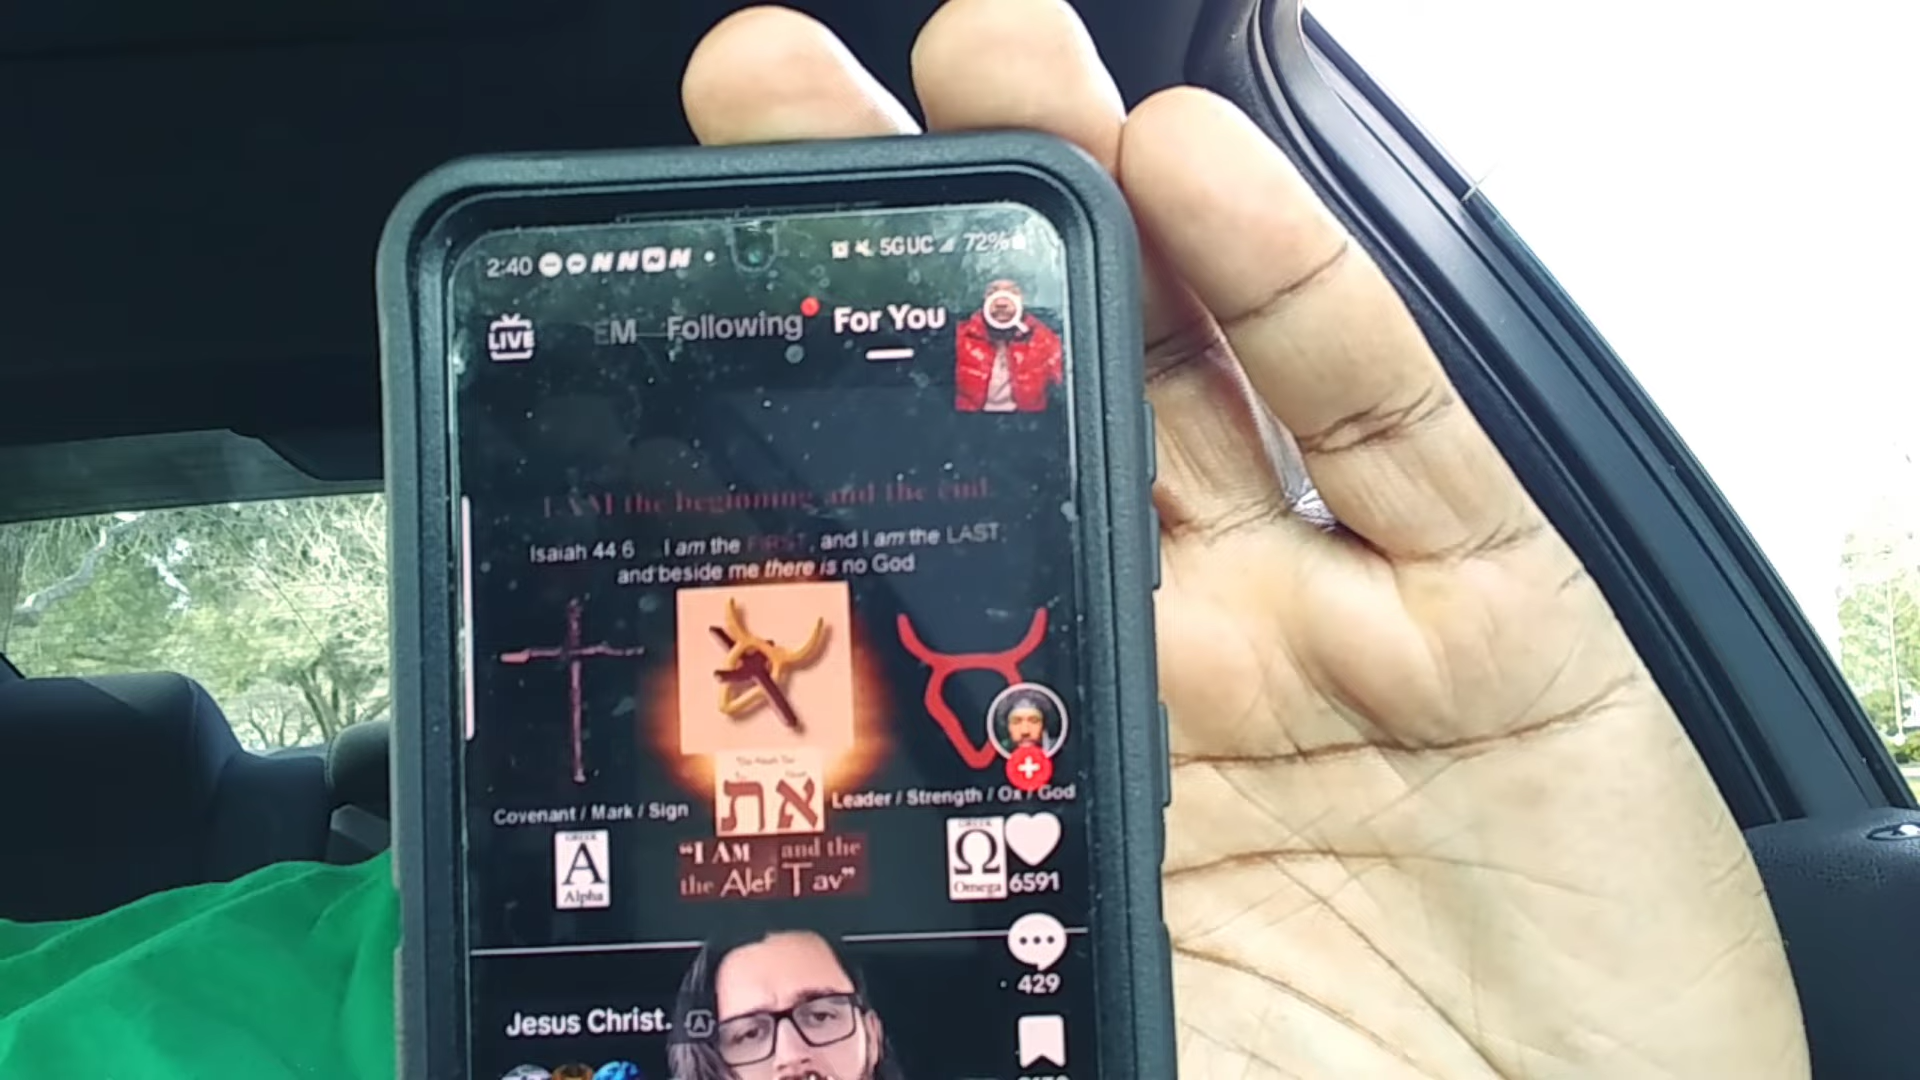 2:40
5GUC 72%
LIVE
EM Following For You
I AM the beginning and the end.
Isaiah 44 6 I am the FIRST, and I am the LAST;
and beside me there is no God
Covenant / Mark / Sign
את
Leader / Strength / Ox / God
A
Alpha
"I AM and the
the Alef Tav"
Ω
Omega
6591
429
Jesus Christ.